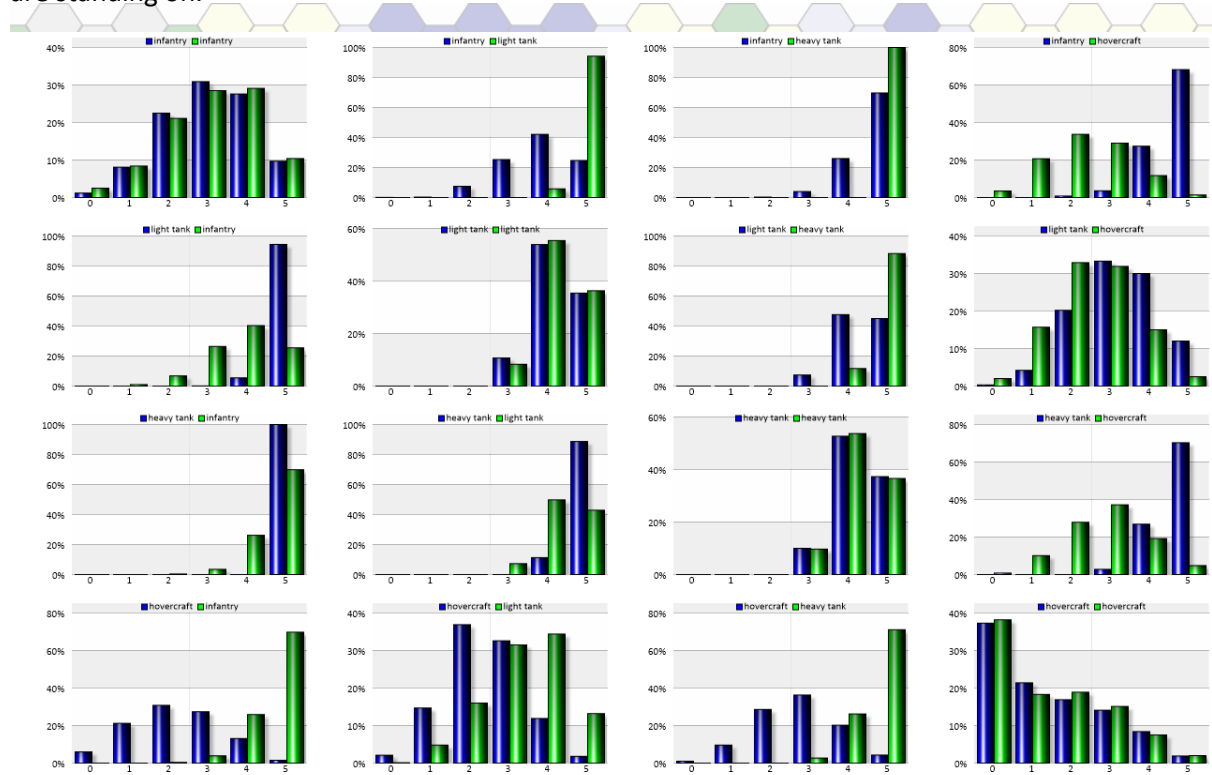 are standing on.
infantry infantry
40%
30%
20%
10%
0%
0 1 2 3 4 5
infantry light tank
100%
80%
60%
40%
20%
0%
0 1 2 3 4 5
infantry heavy tank
100%
80%
60%
40%
20%
0%
0 1 2 3 4 5
infantry hovercraft
80%
60%
40%
20%
0%
0 1 2 3 4 5
light tank infantry
100%
80%
60%
40%
20%
0%
0 1 2 3 4 5
light tank light tank
60%
40%
20%
0%
0 1 2 3 4 5
light tank heavy tank
100%
80%
60%
40%
20%
0%
0 1 2 3 4 5
light tank hovercraft
40%
30%
20%
10%
0%
0 1 2 3 4 5
heavy tank infantry
100%
80%
60%
40%
20%
0%
0 1 2 3 4 5
heavy tank light tank
100%
80%
60%
40%
20%
0%
0 1 2 3 4 5
heavy tank heavy tank
60%
40%
20%
0%
0 1 2 3 4 5
heavy tank hovercraft
80%
60%
40%
20%
0%
0 1 2 3 4 5
hovercraft infantry
80%
60%
40%
20%
0%
0 1 2 3 4 5
hovercraft light tank
40%
30%
20%
10%
0%
0 1 2 3 4 5
hovercraft heavy tank
80%
60%
40%
20%
0%
0 1 2 3 4 5
hovercraft hovercraft
40%
30%
20%
10%
0%
0 1 2 3 4 5